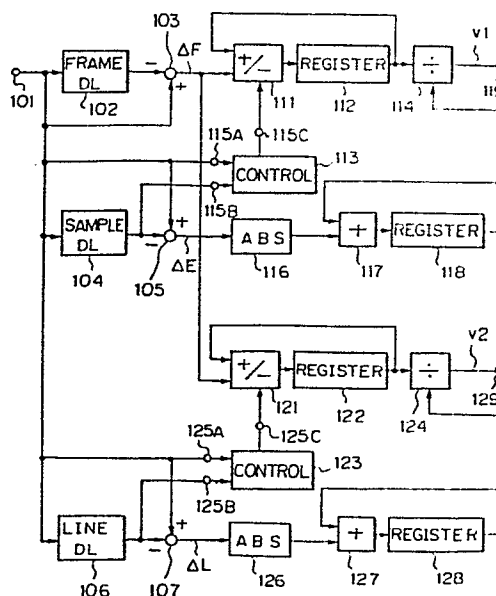 103 ΔF v1
101 FRAME DL - + +/- REGISTER ÷
102 111 112 114
115C 113
115A CONTROL
115B
SAMPLE DL + - ABS + REGISTER
104 105 ΔE 116 117 118
v2
+/- REGISTER ÷ 129
121 122 124
125C
125A CONTROL 123
125B
LINE DL + - ABS + REGISTER
106 107 ΔL 126 127 128